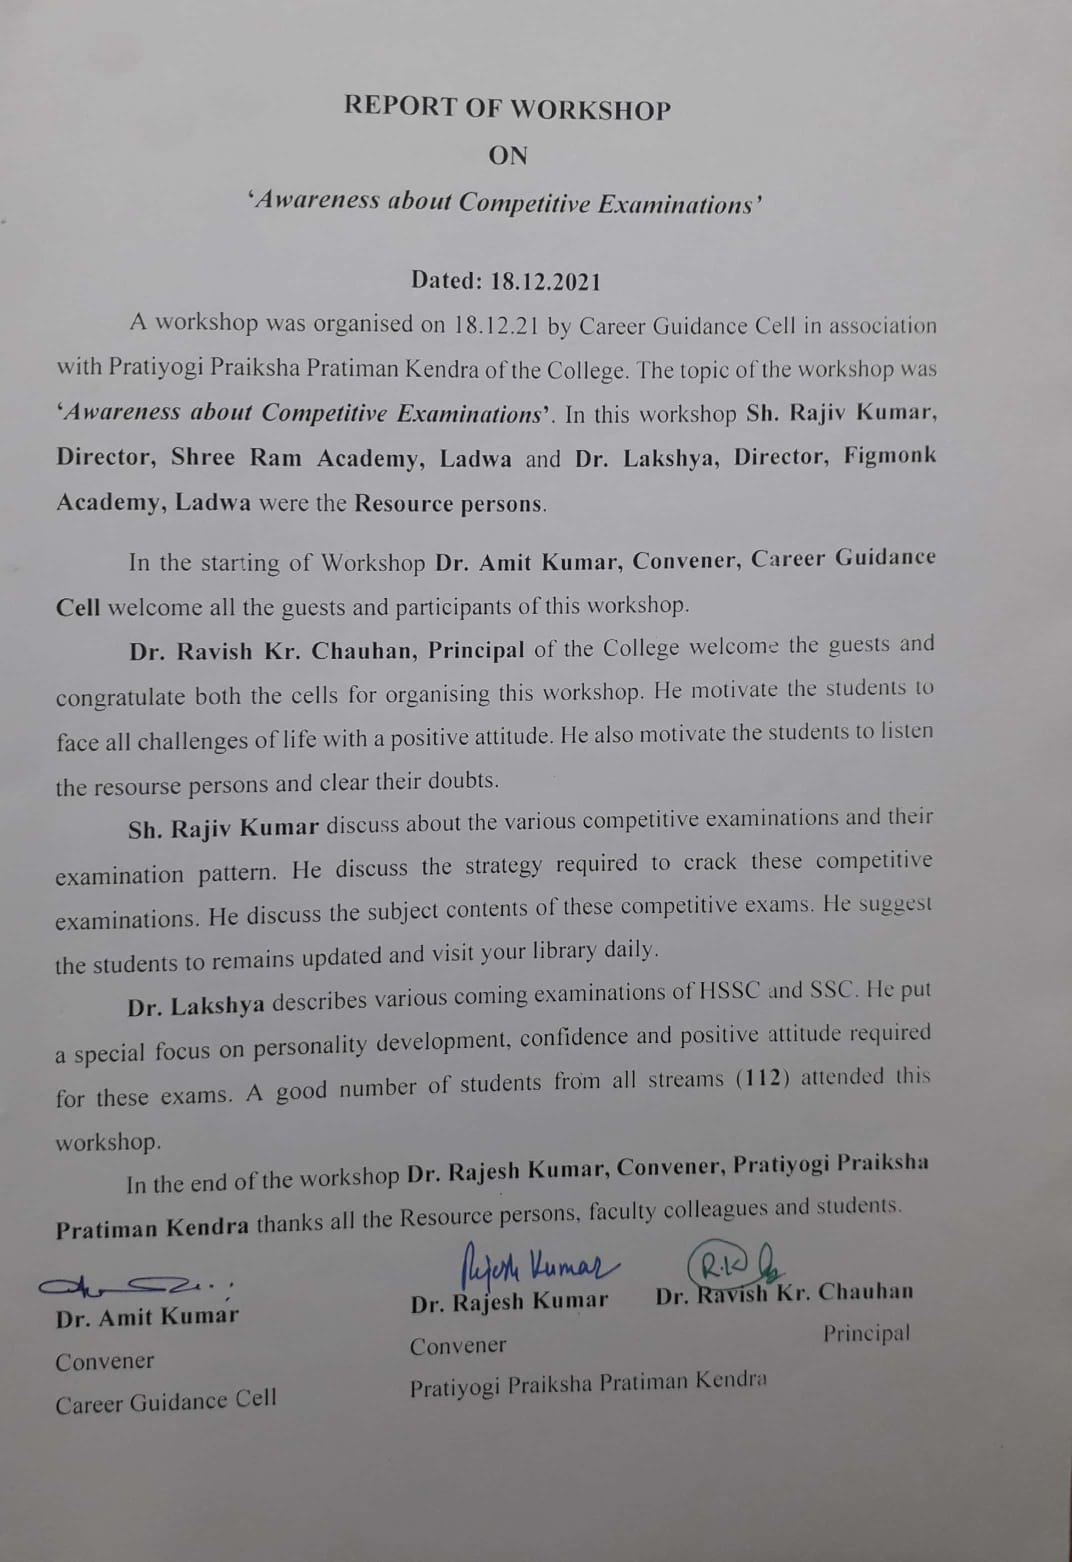 REPORT OF WORKSHOP
ON
‘Awareness about Competitive Examinations’
Dated: 18.12.2021
A workshop was organised on 18.12.21 by Career Guidance Cell in association
with Pratiyogi Praiksha Pratiman Kendra of the College. The topic of the workshop was
‘Awareness about Competitive Examinations’. In this workshop Sh. Rajiv Kumar,
Director, Shree Ram Academy, Ladwa and Dr. Lakshya, Director, Figmonk
Academy, Ladwa were the Resource persons.
In the starting of Workshop Dr. Amit Kumar, Convener, Career Guidance
Cell welcome all the guests and participants of this workshop.
Dr. Ravish Kr. Chauhan, Principal of the College welcome the guests and
congratulate both the cells for organising this workshop. He motivate the students to
face all challenges of life with a positive attitude. He also motivate the students to listen
the resourse persons and clear their doubts.
Sh. Rajiv Kumar discuss about the various competitive examinations and their
examination pattern. He discuss the strategy required to crack these competitive
examinations. He discuss the subject contents of these competitive exams. He suggest
the students to remains updated and visit your library daily.
Dr. Lakshya describes various coming examinations of HSSC and SSC. He put
a special focus on personality development, confidence and positive attitude required
for these exams. A good number of students from all streams (112) attended this
workshop.
In the end of the workshop Dr. Rajesh Kumar, Convener, Pratiyogi Praiksha
Pratiman Kendra thanks all the Resource persons, faculty colleagues and students.
Rajesh Kumar R.K
Dr. Amit Kumar Dr. Rajesh Kumar Dr. Ravish Kr. Chauhan
Convener Convener Principal
Career Guidance Cell Pratiyogi Praiksha Pratiman Kendra